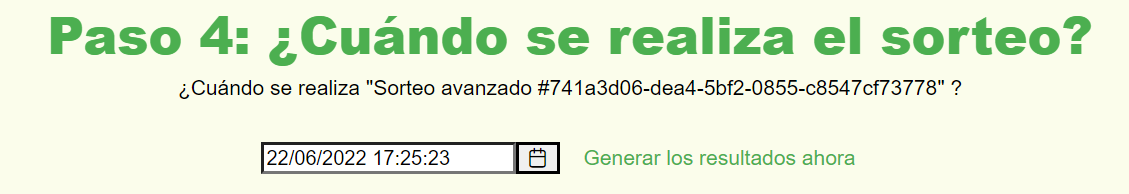 Paso 4: ¿Cuándo se realiza el sorteo?
¿Cuándo se realiza "Sorteo avanzado #741a3d06-dea4-5bf2-0855-c8547cf73778" ?
22/06/2022 17:25:23 Generar los resultados ahora